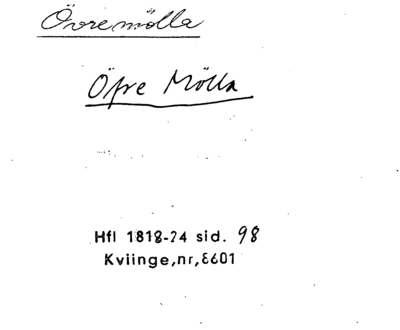 Övremölla
Öfre Mölla
Hfl 1818-24 sid. 98
Kviinge,nr,8601